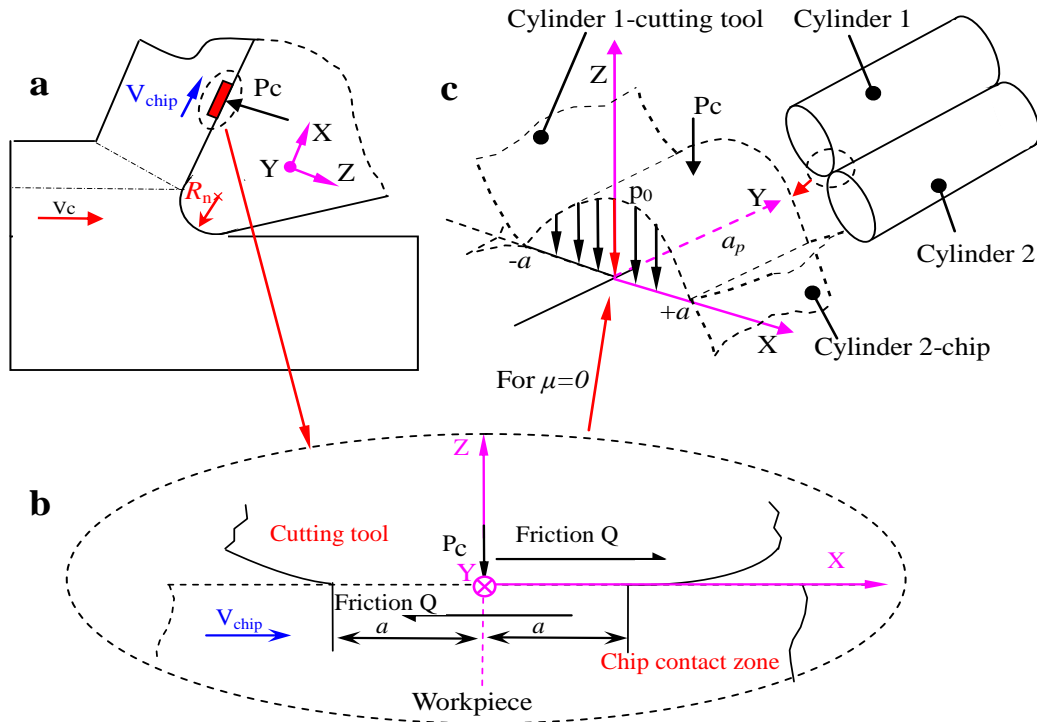 a
V chip
Pc
X
Y
Z
Rn
Vc
c
Cylinder 1-cutting tool
Cylinder 1
Z
Pc
p0
Y
ap
-a
+a
X
Cylinder 2
Cylinder 2-chip
For μ=0
b
Z
Cutting tool
Pc
Friction Q
Y
X
Friction Q
Vchip
a
a
Chip contact zone
Workpiece